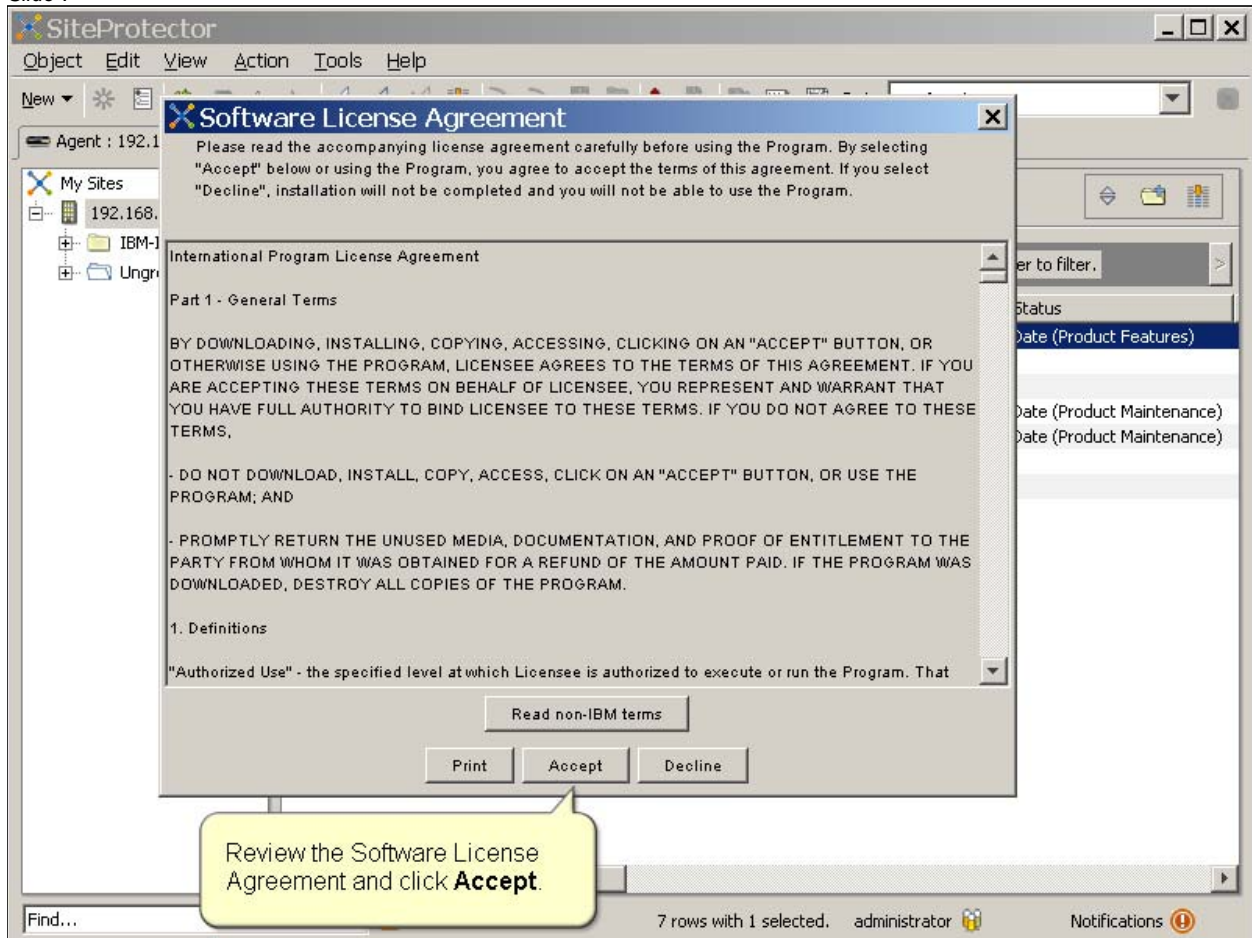 SiteProtector
Object Edit View Action Tools Help
New
Software License Agreement
Agent : 192.1
Please read the accompanying license agreement carefully before using the Program. By selecting
"Accept" below or using the Program, you agree to accept the terms of this agreement. If you select
"Decline", installation will not be completed and you will not be able to use the Program.
My Sites
192.168.
IBM-I
Ungr
International Program License Agreement
Part 1 - General Terms
BY DOWNLOADING, INSTALLING, COPYING, ACCESSING, CLICKING ON AN "ACCEPT" BUTTON, OR
OTHERWISE USING THE PROGRAM, LICENSEE AGREES TO THE TERMS OF THIS AGREEMENT. IF YOU
ARE ACCEPTING THESE TERMS ON BEHALF OF LICENSEE, YOU REPRESENT AND WARRANT THAT
YOU HAVE FULL AUTHORITY TO BIND LICENSEE TO THESE TERMS. IF YOU DO NOT AGREE TO THESE
TERMS,
- DO NOT DOWNLOAD, INSTALL, COPY, ACCESS, CLICK ON AN "ACCEPT" BUTTON, OR USE THE
PROGRAM; AND
- PROMPTLY RETURN THE UNUSED MEDIA, DOCUMENTATION, AND PROOF OF ENTITLEMENT TO THE
PARTY FROM WHOM IT WAS OBTAINED FOR A REFUND OF THE AMOUNT PAID. IF THE PROGRAM WAS
DOWNLOADED, DESTROY ALL COPIES OF THE PROGRAM.
1. Definitions
"Authorized Use" - the specified level at which Licensee is authorized to execute or run the Program. That
er to filter.
Status
Date (Product Features)
Date (Product Maintenance)
Date (Product Maintenance)
Read non-IBM terms
Print Accept Decline
Review the Software License
Agreement and click Accept.
Find...
7 rows with 1 selected. administrator Notifications